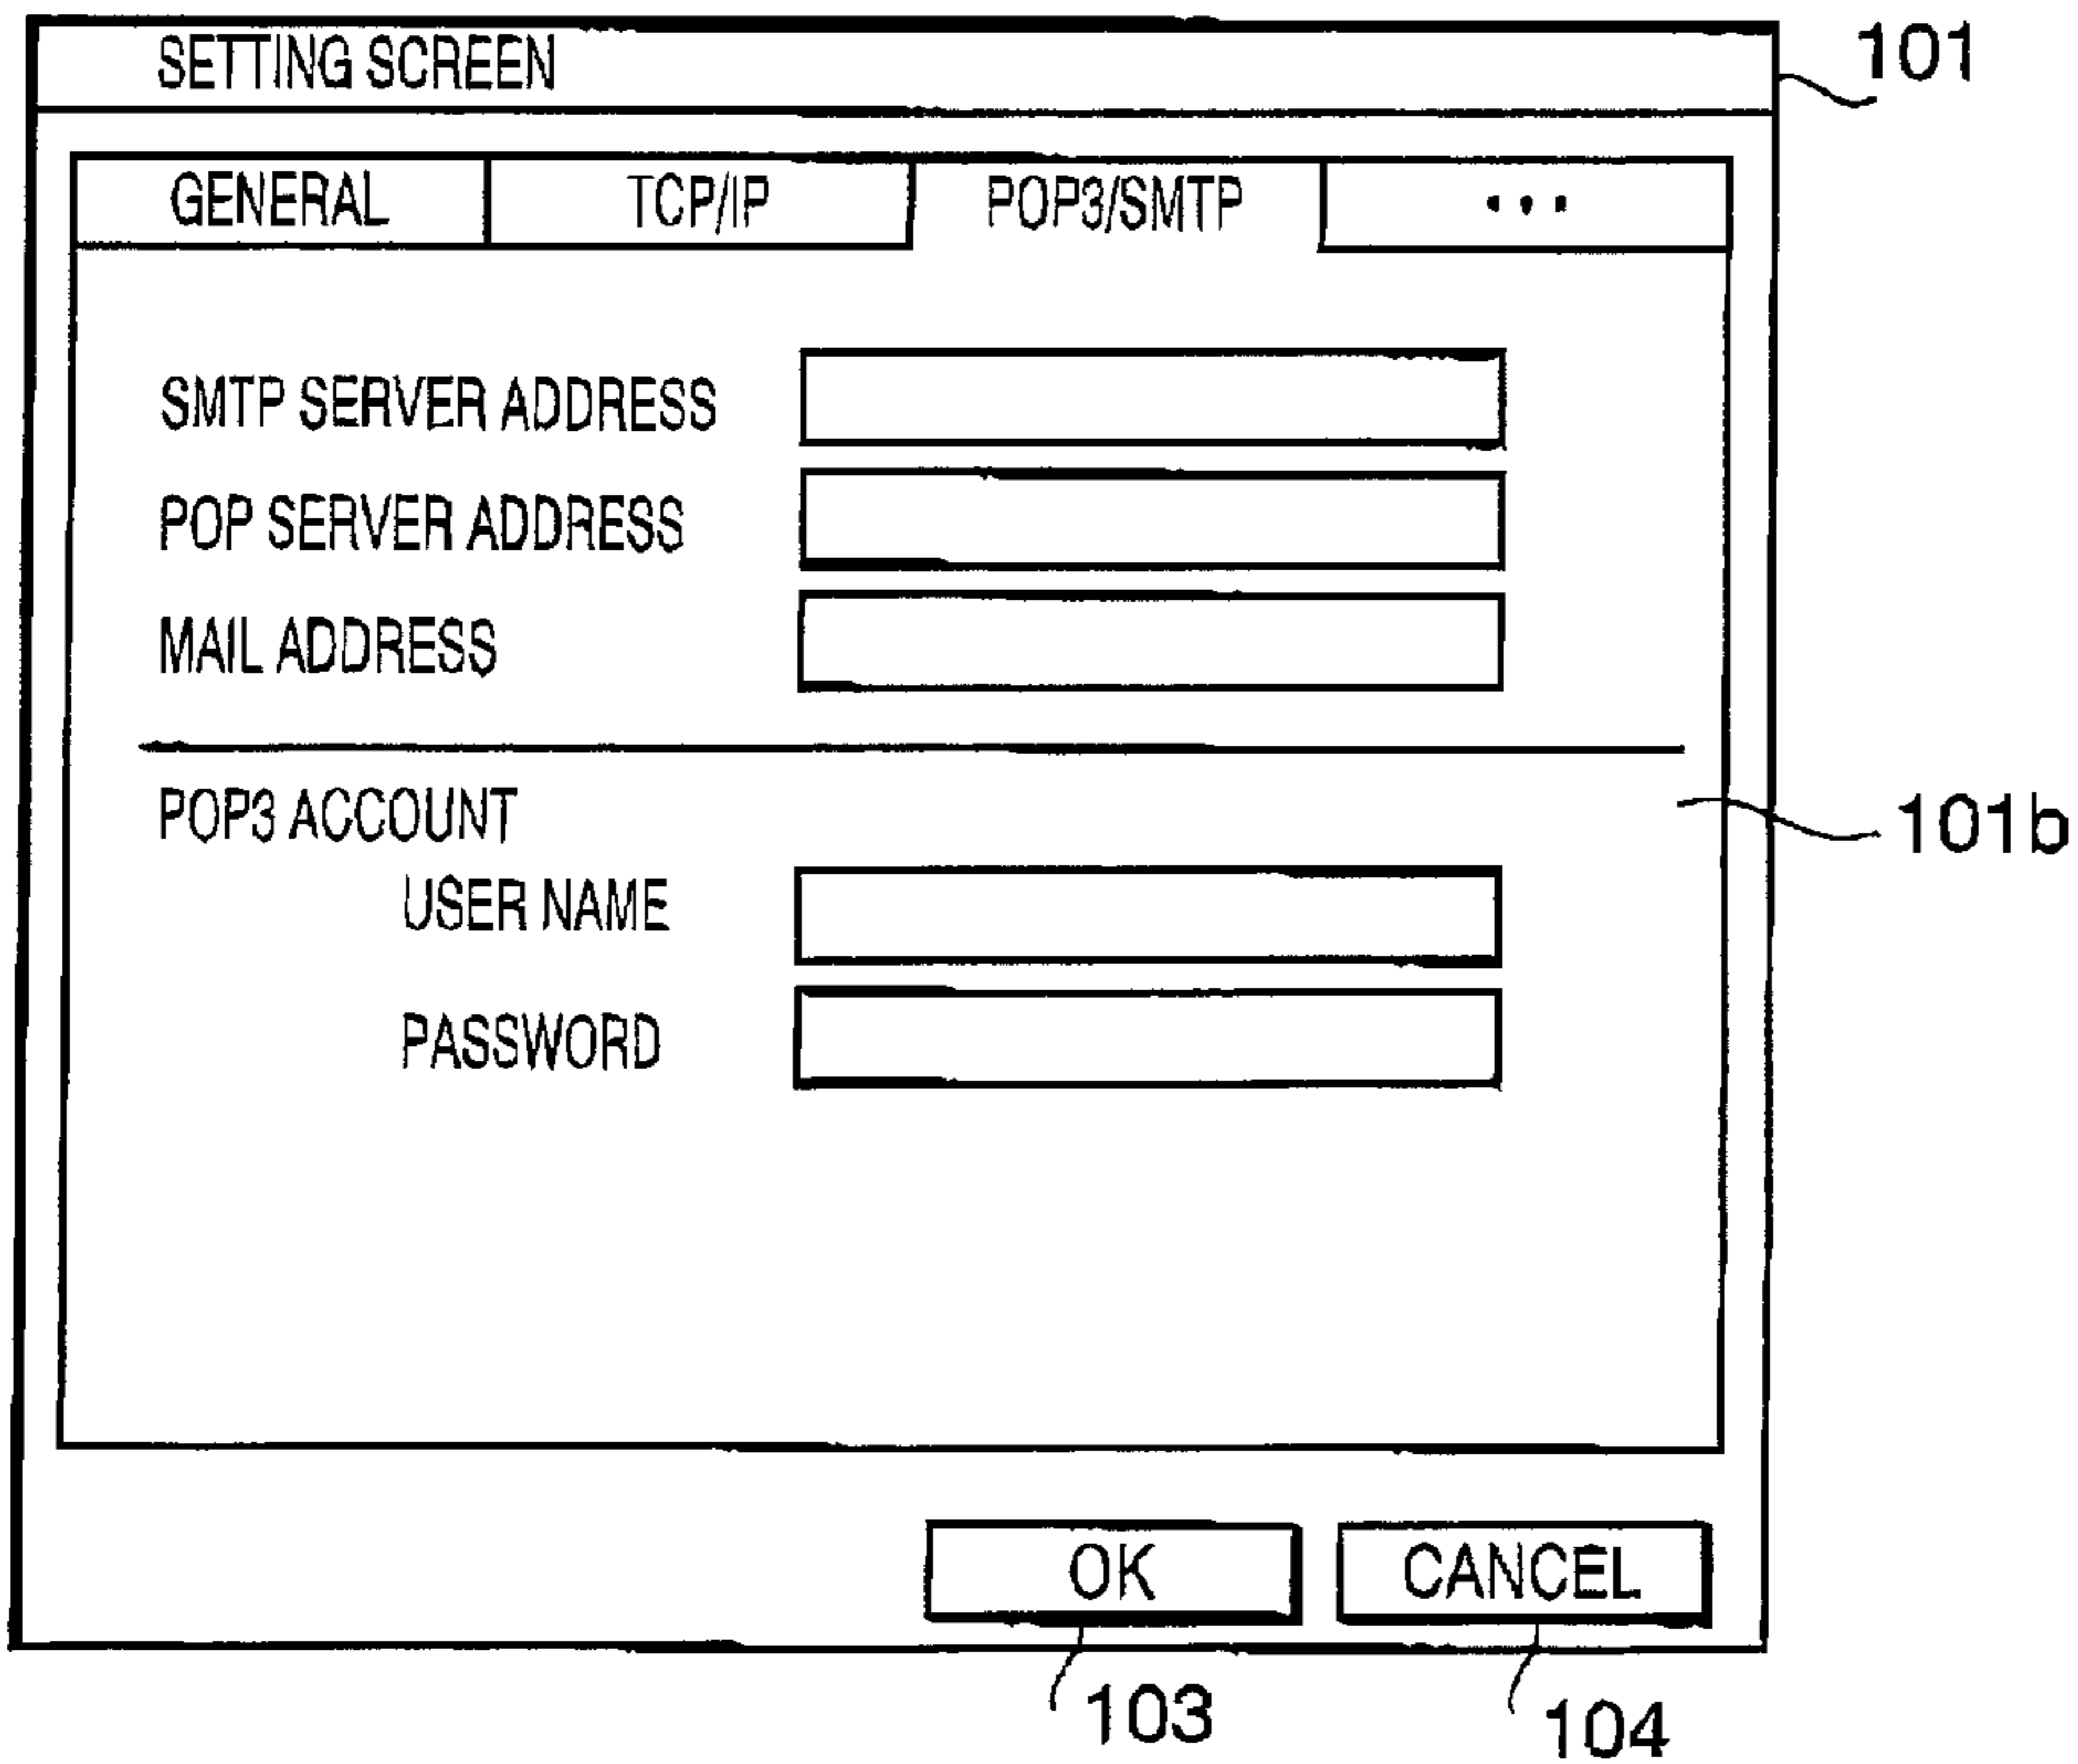 SETTING SCREEN
101
GENERAL TCP/IP POP3/SMTP •••
SMTP SERVER ADDRESS
POP SERVER ADDRESS
MAIL ADDRESS
POP3 ACCOUNT
101b
USER NAME
PASSWORD
OK CANCEL
103 104